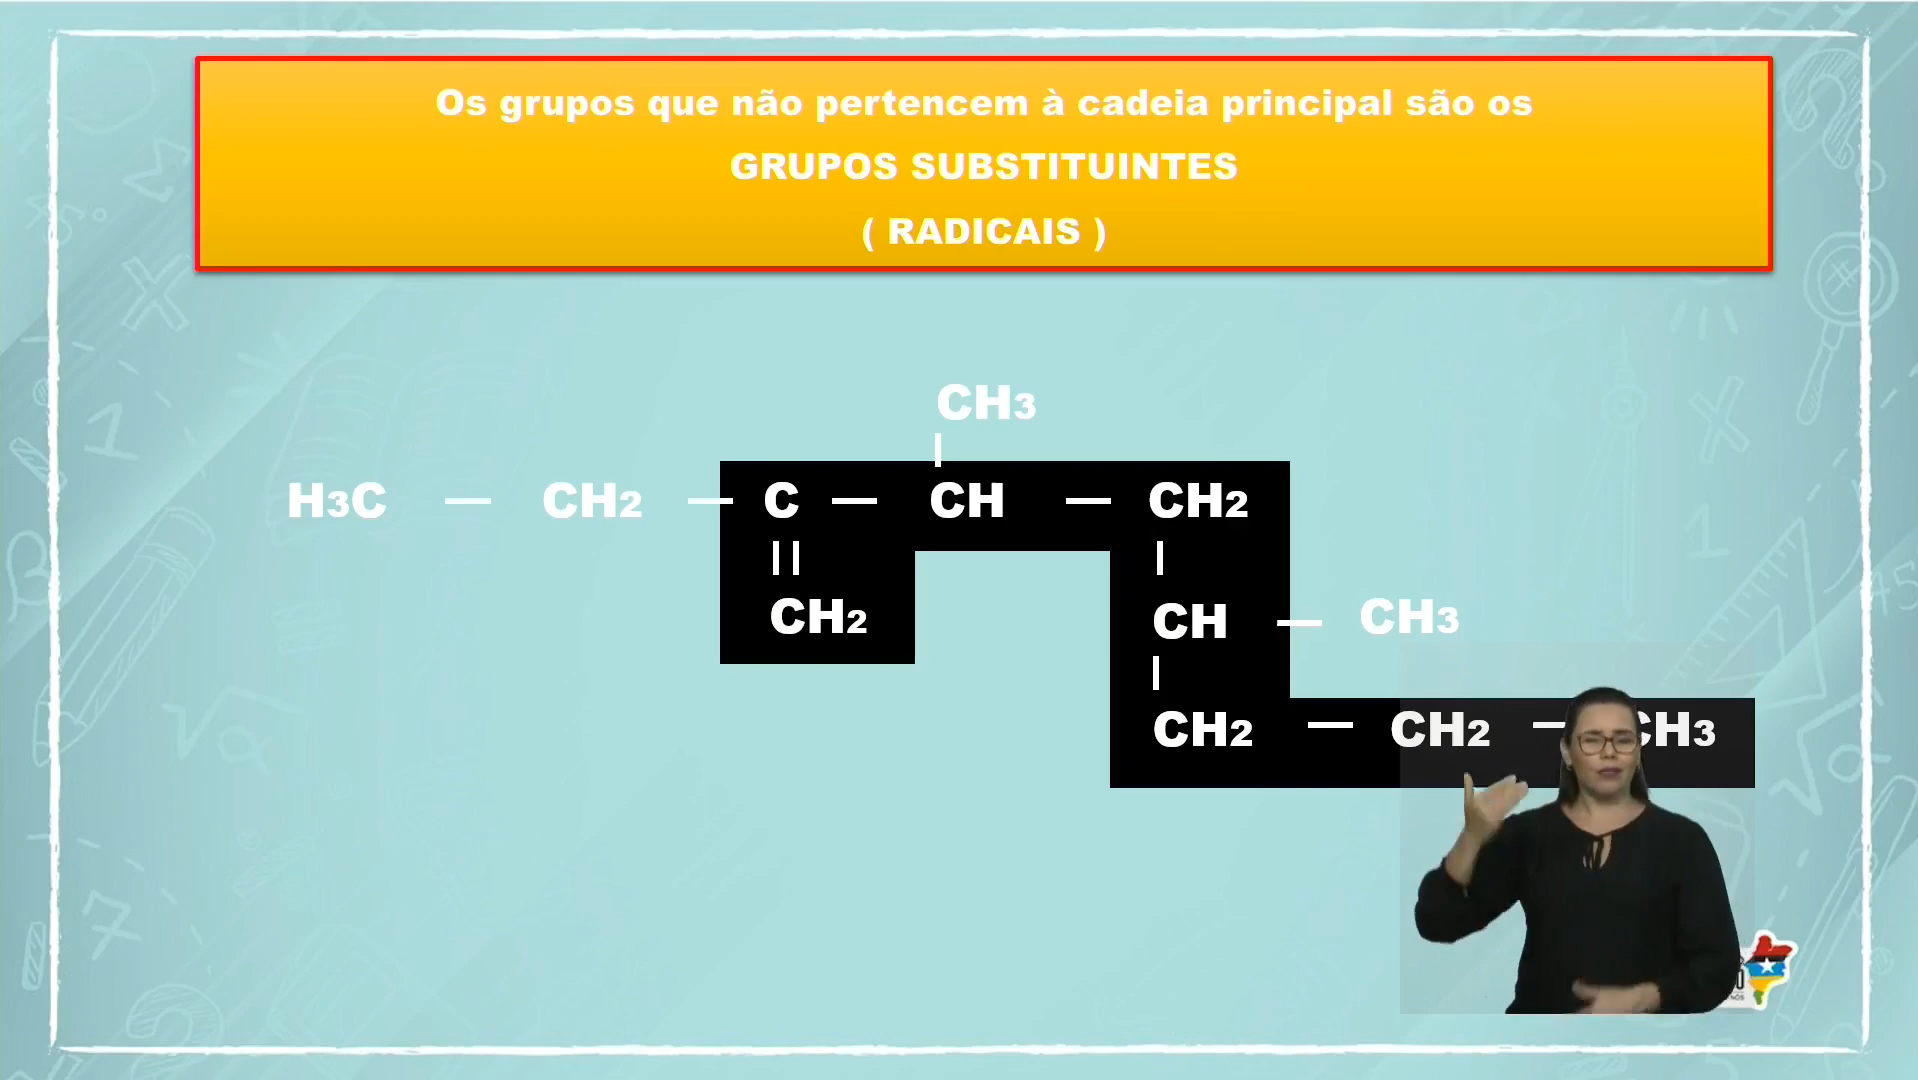 Os grupos que não pertencem à cadeia principal são os
GRUPOS SUBSTITUINTES
( RADICAIS )
CH3
H3C — CH2 — C — CH — CH2
CH2
CH — CH3
CH2 — CH2 — CH3